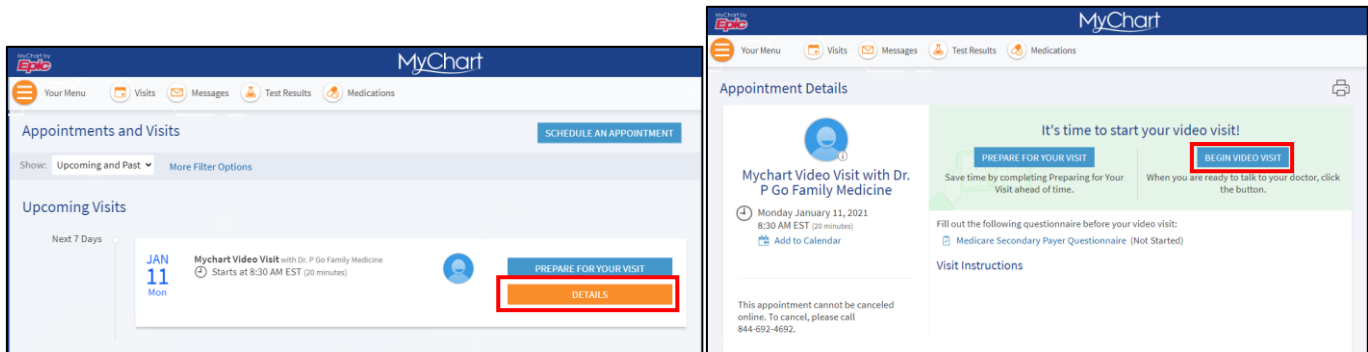 MyChart by
Epic
MyChart
Your Menu Visits Messages Test Results Medications
Appointments and Visits
SCHEDULE AN APPOINTMENT
Show: Upcoming and Past More Filter Options
Upcoming Visits
Next 7 Days
JAN
11
Mon
Mychart Video Visit with Dr. P Go Family Medicine
Starts at 8:30 AM EST (20 minutes)
PREPARE FOR YOUR VISIT
DETAILS
MyChart by
Epic
MyChart
Your Menu Visits Messages Test Results Medications
Appointment Details
Mychart Video Visit with Dr.
P Go Family Medicine
Monday January 11, 2021
8:30 AM EST (20 minutes)
Add to Calendar
This appointment cannot be canceled
online. To cancel, please call
844-692-4692.
It's time to start your video visit!
PREPARE FOR YOUR VISIT
Save time by completing Preparing for Your
Visit ahead of time.
BEGIN VIDEO VISIT
When you are ready to talk to your doctor, click
the button.
Fill out the following questionnaire before your video visit:
Medicare Secondary Payer Questionnaire (Not Started)
Visit Instructions